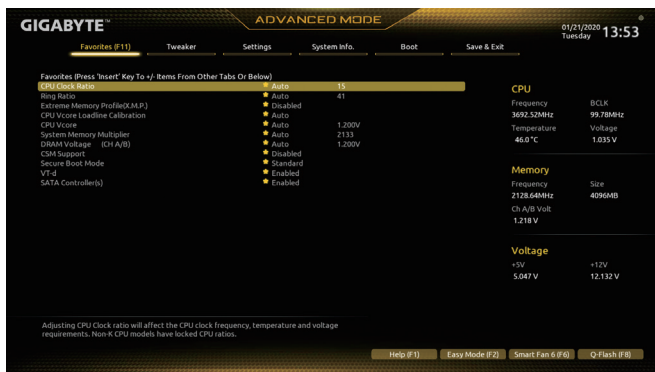 GIGABYTE™
ADVANCED MODE
01/21/2020
Tuesday 13:53
Favorites (F11) Tweaker Settings System Info. Boot Save & Exit
Favorites (Press 'Insert' Key To +/- Items From Other Tabs Or Below)
CPU Clock Ratio Auto 15
Ring Ratio Auto 41
Extreme Memory Profile(X.M.P.) Disabled
CPU Vcore Loadline Calibration Auto
CPU Vcore Auto 1.200V
System Memory Multiplier Auto 2133
DRAM Voltage (CH A/B) Auto 1.200V
CSM Support Disabled
Secure Boot Mode Standard
VT-d Enabled
SATA Controller(s) Enabled
CPU
Frequency BCLK
3692.52MHz 99.78MHz
Temperature Voltage
46.0 °C 1.035 V
Memory
Frequency Size
2128.64MHz 4096MB
Ch A/B Volt
1.218 V
Voltage
+5V +12V
5.047 V 12.132 V
Adjusting CPU Clock ratio will affect the CPU clock frequency, temperature and voltage
requirements. Non-K CPU models have locked CPU ratios.
Help (F1) Easy Mode (F2) Smart Fan 6 (F6) Q-Flash (F8)